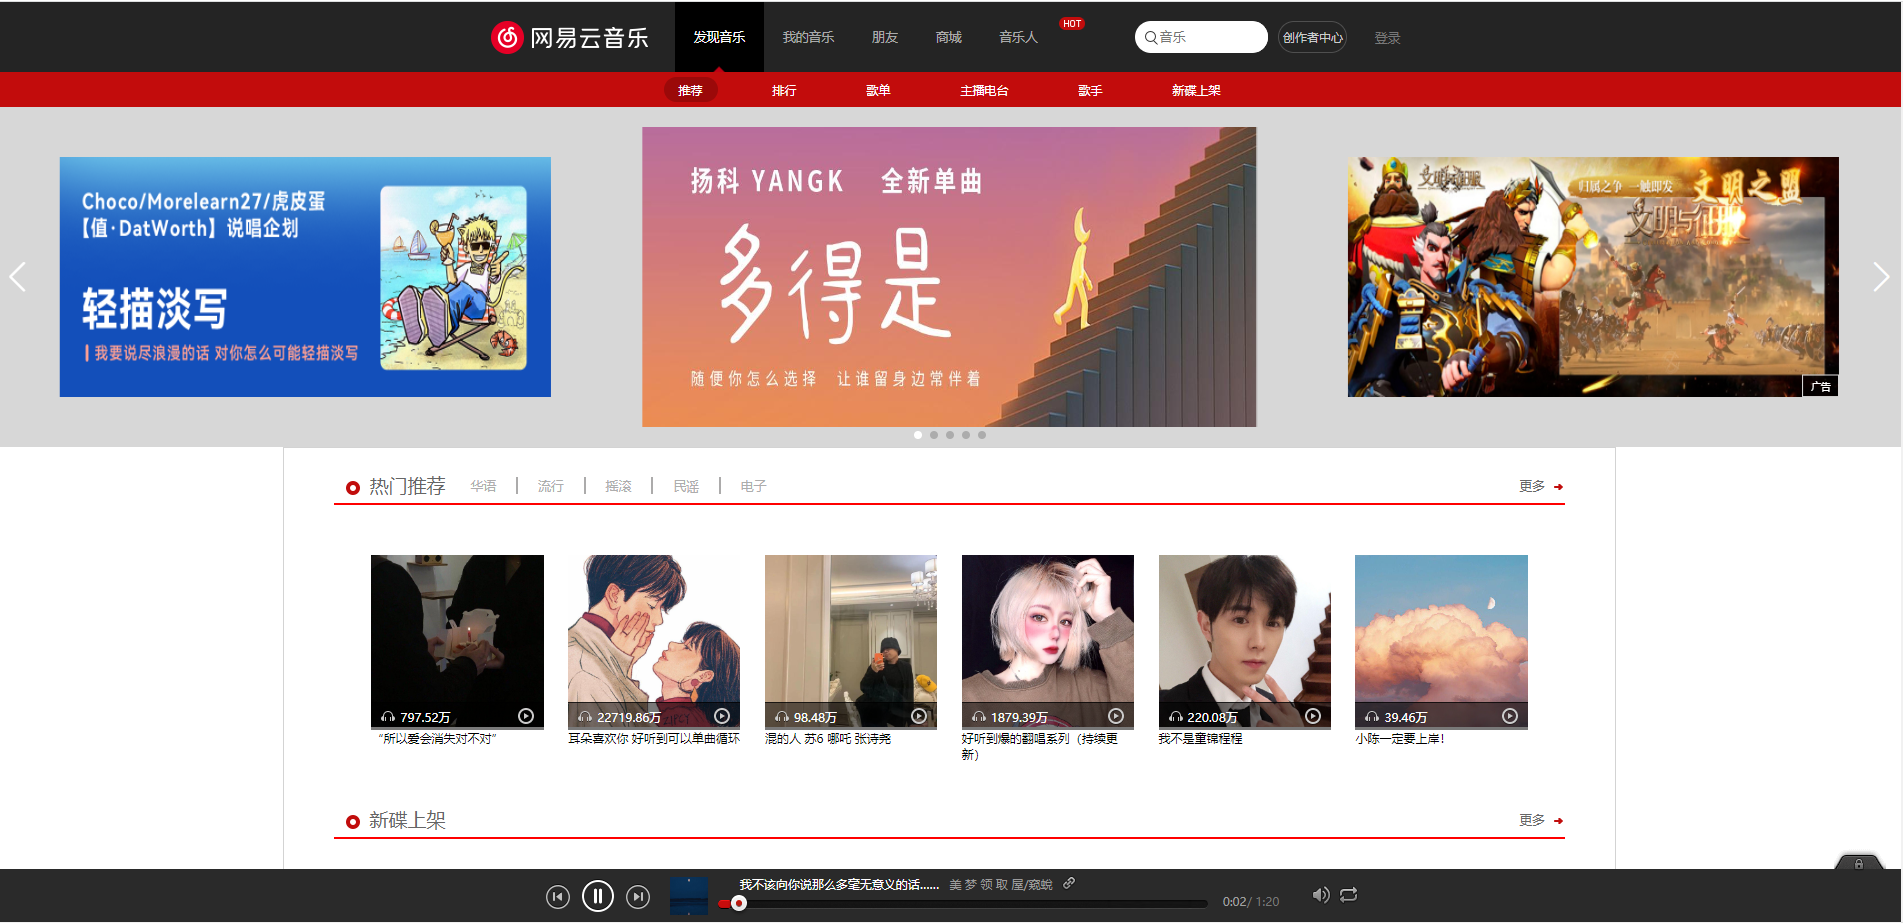 网易云音乐
发现音乐 我的音乐 朋友 商城 音乐人 HOT
音乐
创作者中心 登录
推荐 排行 歌单 主播电台 歌手 新碟上架
Choco/Morelearn27/虎皮蛋
【值·DatWorth】说唱企划
轻描淡写
我要说尽浪漫的话 对你怎么可能轻描淡写
扬科 YANGK 全新单曲
多得是
随便你怎么选择 让谁留身边常伴着
文明与征服
归属之争 一触即发 文明之盟
文明与征服
广告
热门推荐 华语 流行 摇滚 民谣 电子 更多
797.52万
22719.86万
98.48万
1879.39万
220.08万
39.46万
“所以爱会消失对不对”
耳朵喜欢你 好听到可以单曲循环
混的人 苏6 哪吒 张诗尧
好听到爆的翻唱系列（持续更
新）
我不是童锦程程
小陈一定要上岸！
新碟上架 更多
我不该向你说那么多毫无意义的话...... 美 梦 领 取 屋/窥蜕
0:02/ 1:20